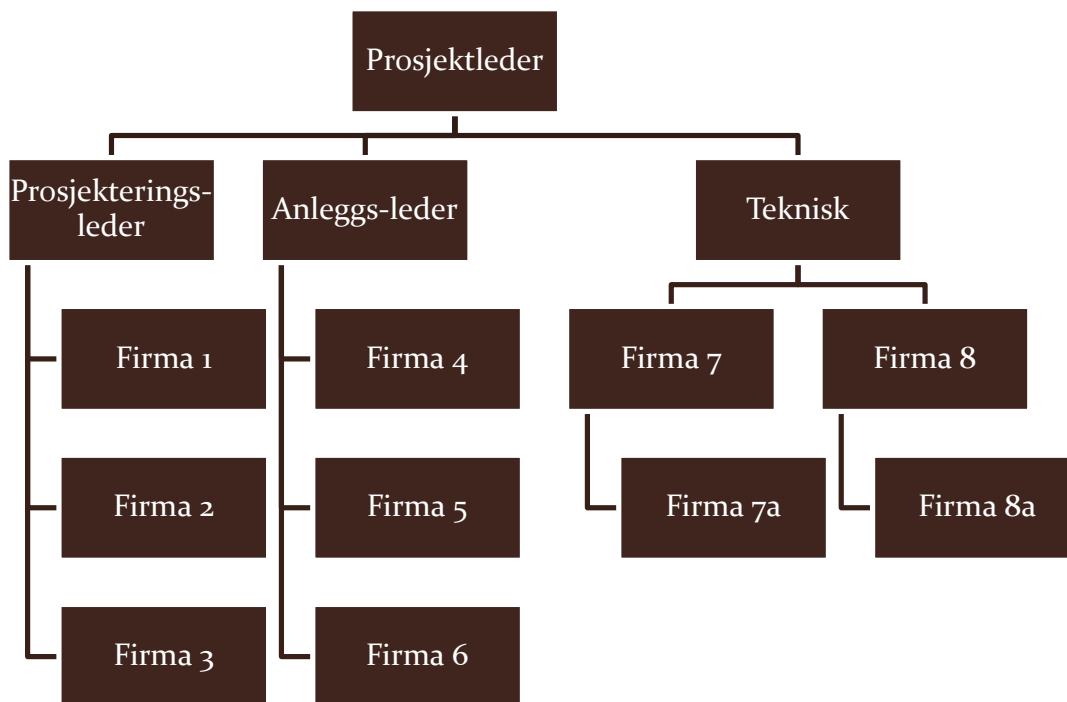 Prosjektleder
Prosjekterings-
leder
Anleggs-leder
Teknisk
Firma 1
Firma 4
Firma 7
Firma 8
Firma 2
Firma 5
Firma 7a
Firma 8a
Firma 3
Firma 6